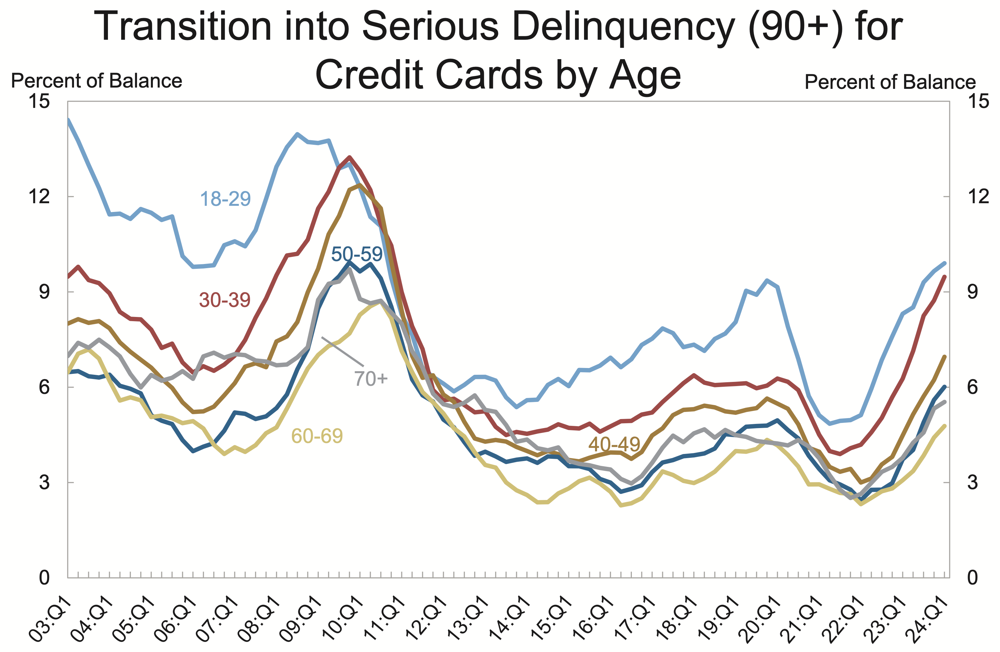 Transition into Serious Delinquency (90+) for
Credit Cards by Age
Percent of Balance
Percent of Balance
15
15
12
12
9
9
6
6
3
3
0
0
18-29
30-39
50-59
70+
60-69
40-49
03:Q1
04:Q1
05:Q1
06:Q1
07:Q1
08:Q1
09:Q1
10:Q1
11:Q1
12:Q1
13:Q1
14:Q1
15:Q1
16:Q1
17:Q1
18:Q1
19:Q1
20:Q1
21:Q1
22:Q1
23:Q1
24:Q1